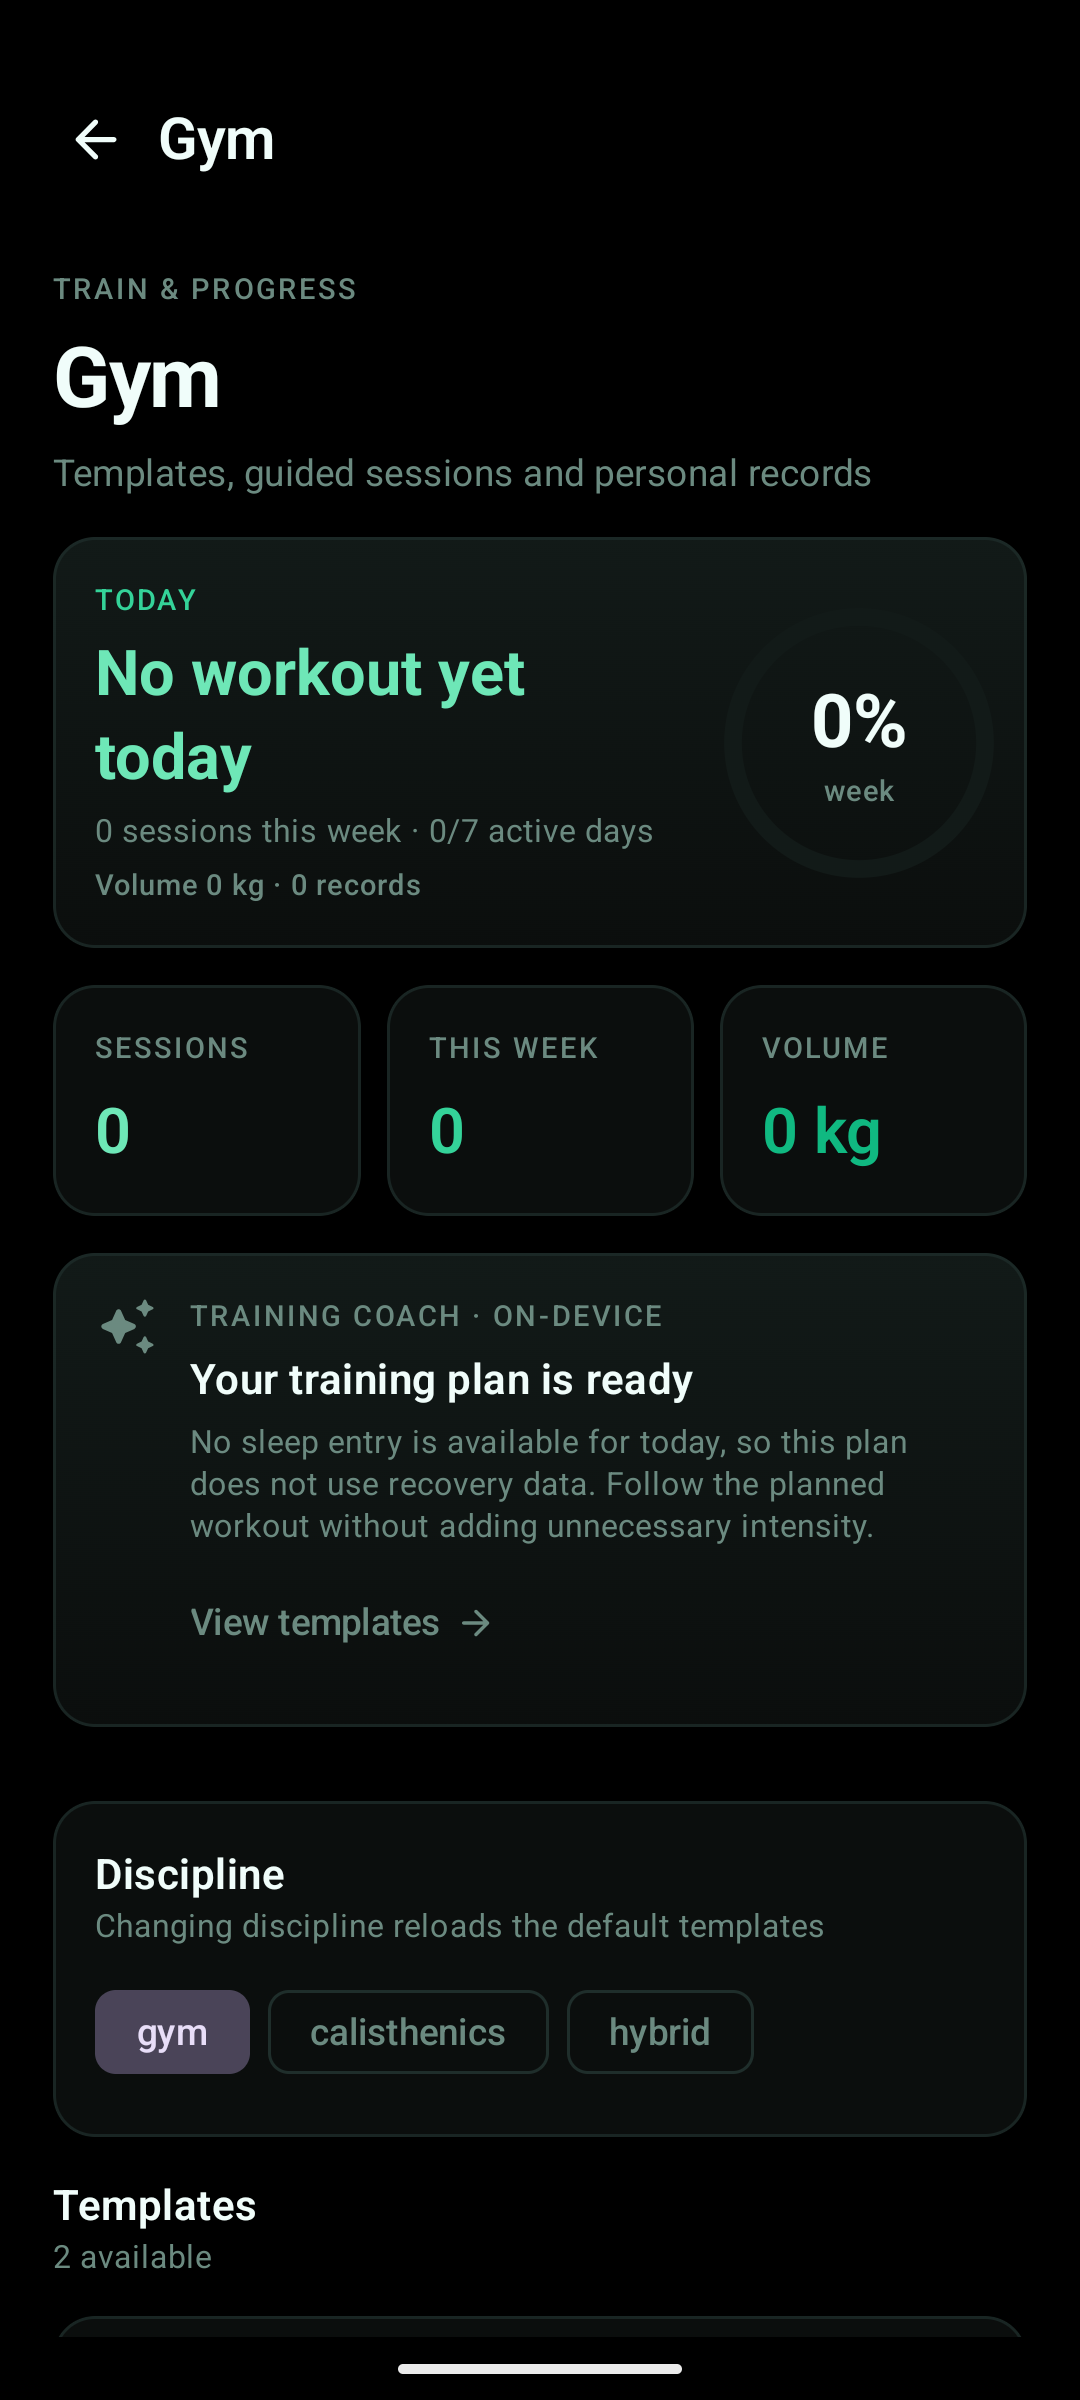 Gym
TRAIN & PROGRESS
Gym
Templates, guided sessions and personal records
TODAY
No workout yet
today
0 sessions this week · 0/7 active days
Volume 0 kg · 0 records
0%
week
SESSIONS
0
THIS WEEK
0
VOLUME
0 kg
TRAINING COACH · ON-DEVICE
Your training plan is ready
No sleep entry is available for today, so this plan
does not use recovery data. Follow the planned
workout without adding unnecessary intensity.
View templates
Discipline
Changing discipline reloads the default templates
gym
calisthenics
hybrid
Templates
2 available